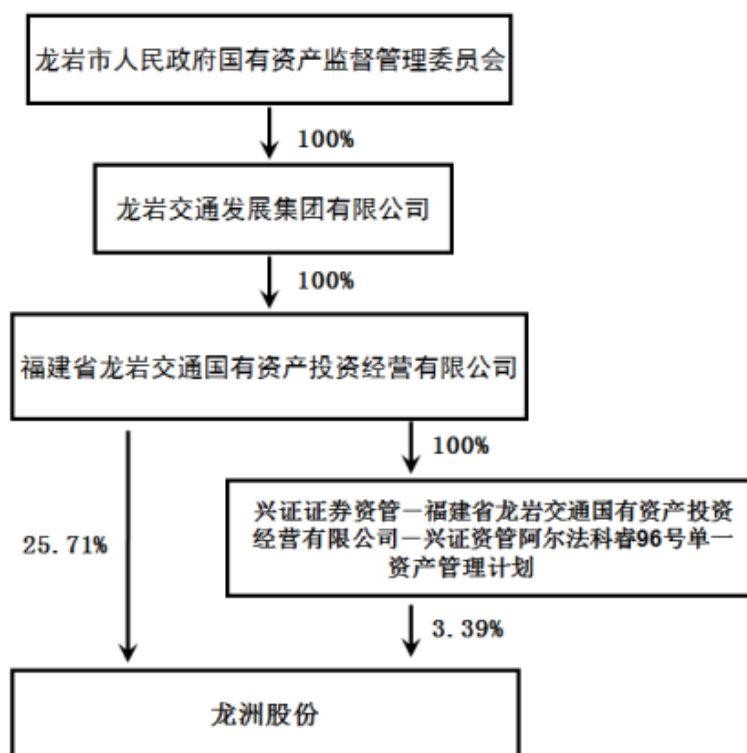 龙岩市人民政府国有资产监督管理委员会
100%
龙岩交通发展集团有限公司
100%
福建省龙岩交通国有资产投资经营有限公司
100%
兴证证券资管－福建省龙岩交通国有资产投资
经营有限公司－兴证资管阿尔法科睿96号单一
资产管理计划
25.71%
3.39%
龙洲股份